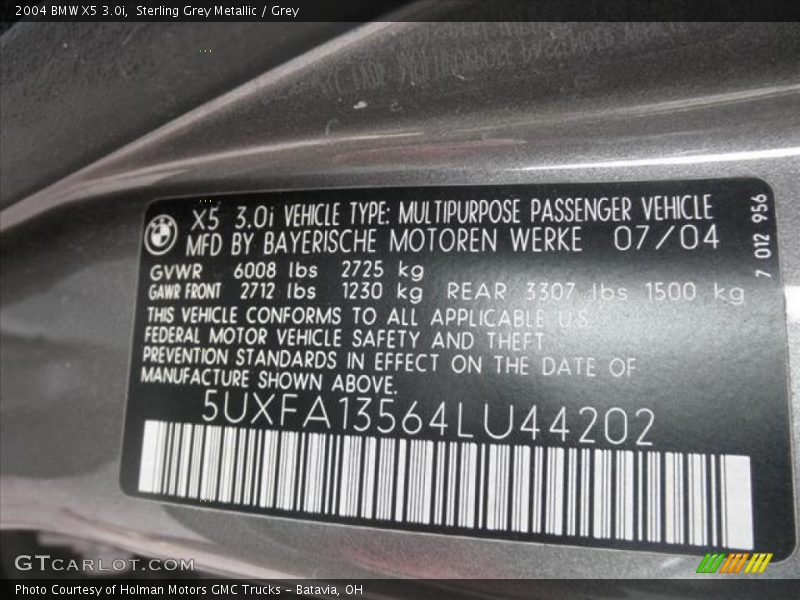 2004 BMW X5 3.0i, Sterling Grey Metallic / Grey
X5 3.0i VEHICLE TYPE: MULTIPURPOSE PASSENGER VEHICLE
MFD BY BAYERISCHE MOTOREN WERKE 07/04
7 012 956
GVWR 6008 lbs 2725 kg
GAWR FRONT 2712 lbs 1230 kg REAR 3307 lbs 1500 kg
THIS VEHICLE CONFORMS TO ALL APPLICABLE U.S.
FEDERAL MOTOR VEHICLE SAFETY AND THEFT
PREVENTION STANDARDS IN EFFECT ON THE DATE OF
MANUFACTURE SHOWN ABOVE.
5UXFA13564LU44202
GTCARLOT.COM
Photo Courtesy of Holman Motors GMC Trucks - Batavia, OH